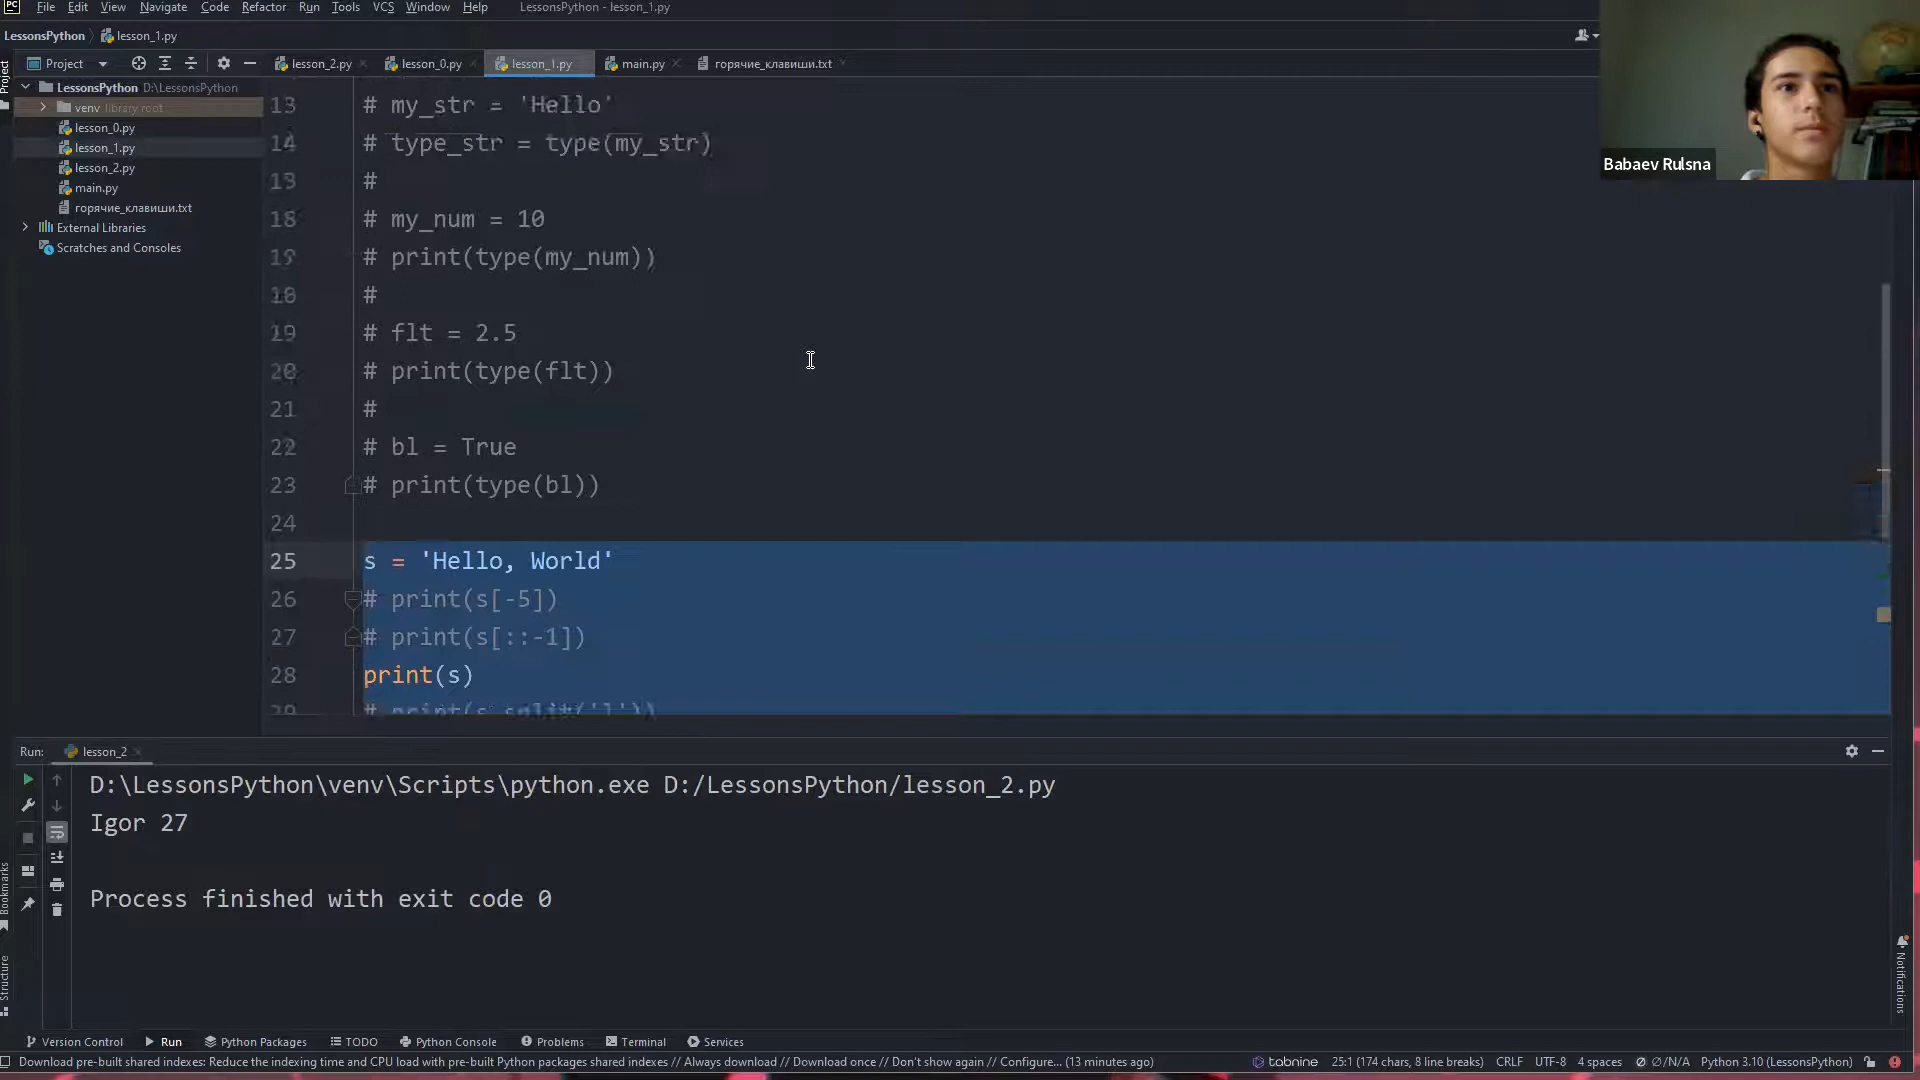 PC File Edit View Navigate Code Refactor Run Tools VCS Window Help LessonsPython - lesson_1.py
LessonsPython lesson_1.py
Project lesson_2.py lesson_0.py lesson_1.py main.py горячие_клавиши.txt
Project
LessonsPython D:\LessonsPython
venv library root
lesson_0.py
lesson_1.py
lesson_2.py
main.py
горячие_клавиши.txt
External Libraries
Scratches and Consoles
# my_str = 'Hello'
# type_str = type(my_str)
#
# my_num = 10
# print(type(my_num))
#
# flt = 2.5
20 # print(type(flt))
21 #
22 # bl = True
23 # print(type(bl))
24
25 s = 'Hello, World'
26 # print(s[-5])
27 # print(s[::-1])
28 print(s)
# print(s.split('l'))
Babaev Rulsna
Run: lesson_2
D:\LessonsPython\venv\Scripts\python.exe D:/LessonsPython/lesson_2.py
Igor 27
Process finished with exit code 0
Bookmarks
Structure
Notifications
Version Control Run Python Packages TODO Python Console Problems Terminal Services
Download pre-built shared indexes: Reduce the indexing time and CPU load with pre-built Python packages shared indexes // Always download // Download once // Don't show again // Configure... (13 minutes ago) tabnine 25:1 (174 chars, 8 line breaks) CRLF UTF-8 4 spaces Ø/N/A Python 3.10 (LessonsPython)